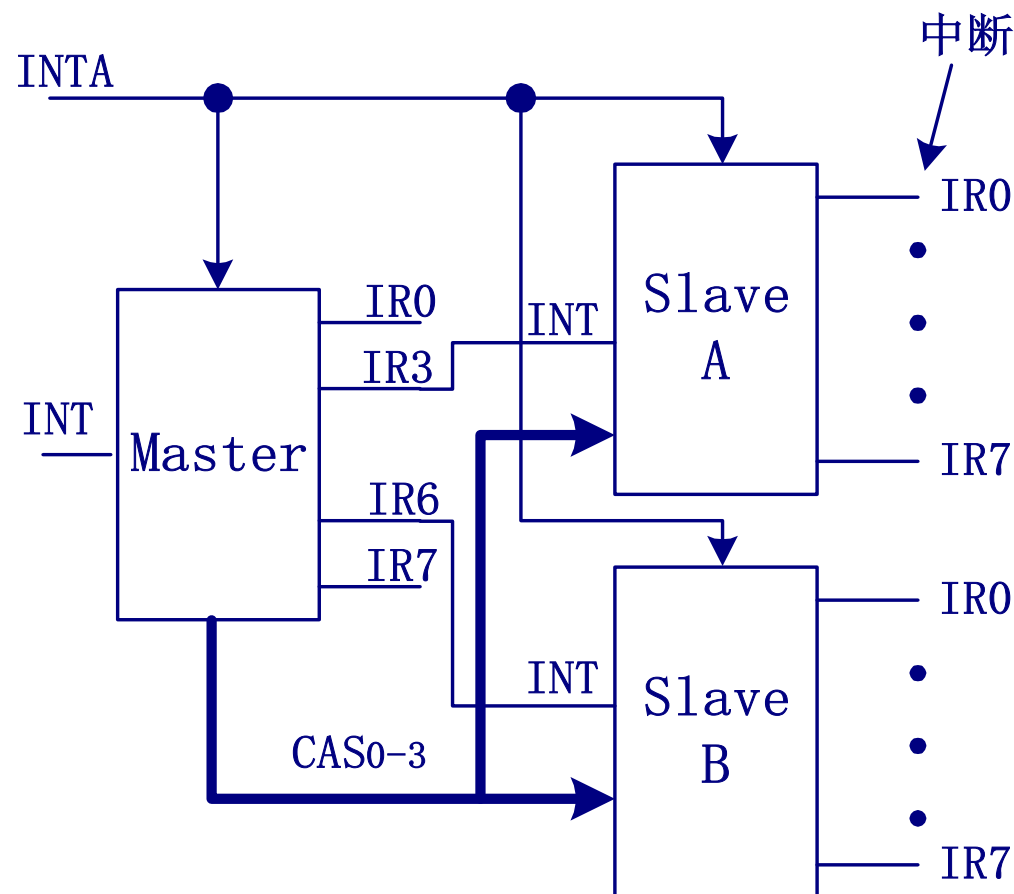 中断
INTA
IR0
Slave
A
IR7
IR0
IR3
INT
INT
Master
IR6
IR7
IR0
Slave
B
IR7
INT
CAS0-3